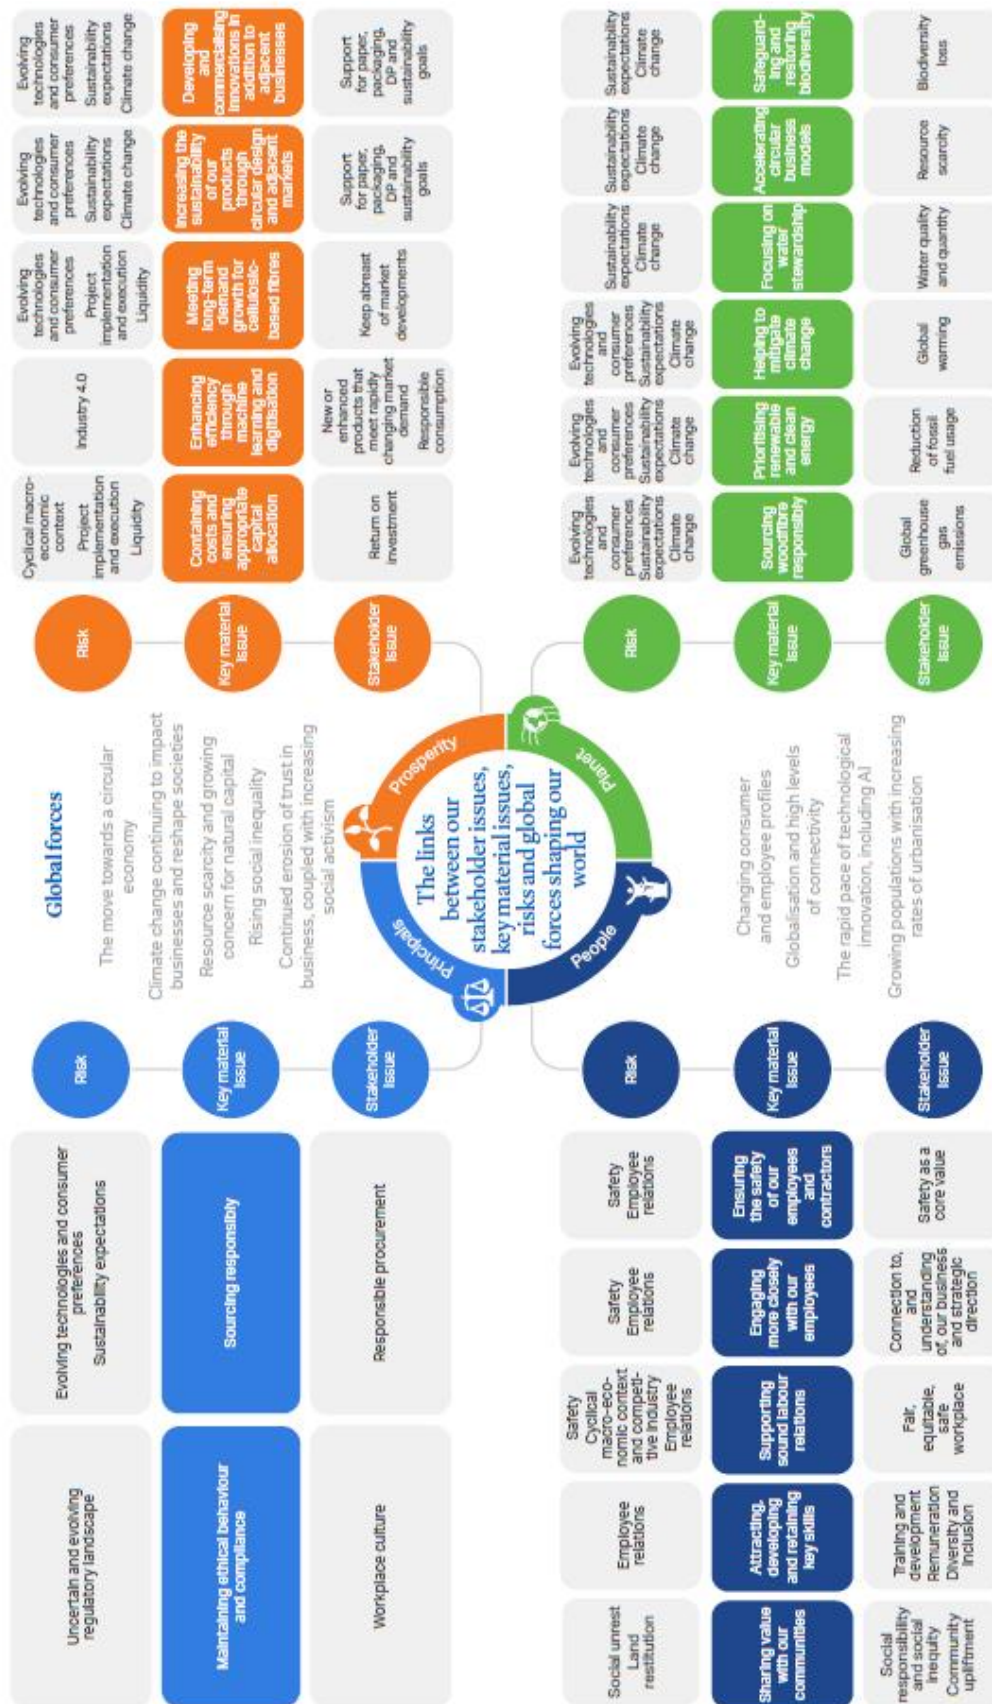 Uncertain and evolving
regulatory landscape
Evolving technologies and consumer
preferences
Sustainability expectations
Risk
Maintaining ethical behaviour
and compliance
Sourcing responsibly
Key material
issue
Workplace culture
Responsible procurement
Stakeholder
issue
Global forces
The move towards a circular
economy
Climate change continuing to impact
businesses and reshape societies
Resource scarcity and growing
concern for natural capital
Rising social inequality
Continued erosion of trust in
business, coupled with increasing
social activism
Risk
Cyclical macro-
economic
context
Project
implementation
and execution
Liquidity
Industry 4.0
Evolving
technologies
and consumer
preferences
Project
implementation
and execution
Liquidity
Evolving
technologies
and consumer
preferences
Sustainability
expectations
Climate change
Evolving
technologies
and consumer
preferences
Sustainability
expectations
Climate change
Key material
issue
Containing
costs and
ensuring
appropriate
capital
allocation
Enhancing
efficiency
through
machine
learning and
digitisation
Meeting
long-term
demand
growth for
cellulosic-
based fibres
Increasing the
sustainability
of our
products
through
circular design
and adjacent
markets
Developing
and
commercialising
innovations in
addition to
adjacent
businesses
Stakeholder
issue
Return on
investment
New or
enhanced
products that
meet rapidly
changing market
demand
Responsible
consumption
Keep abreast
of market
developments
Support
for paper,
packaging,
DP and
sustainability
goals
Support
for paper,
packaging,
DP and
sustainability
goals
Principals
Prosperity
The links
between our
stakeholder issues,
key material issues,
risks and global
forces shaping our
world
People
Planet
Social unrest
Land
restitution
Employee
relations
Safety
Cyclical
macro-eco-
nomic context
and competi-
tive industry
Employee
relations
Safety
Employee
relations
Safety
Employee
relations
Risk
Sharing value
with our
communities
Attracting,
developing
and retaining
key skills
Supporting
sound labour
relations
Engaging
more closely
with our
employees
Ensuring
the safety
of our
employees
and
contractors
Key material
issue
Social
responsibility
and social
inequity
Community
upliftment
Training and
development
Remuneration
Diversity and
inclusion
Fair,
equitable,
safe
workplace
Connection to,
and
understanding
of, our business
and strategic
direction
Safety as a
core value
Stakeholder
issue
Changing consumer
and employee profiles
Globalisation and high levels
of connectivity
The rapid pace of technological
innovation, including AI
Growing populations with increasing
rates of urbanisation
Risk
Evolving
technologies
and
consumer
preferences
Sustainability
expectations
Climate
change
Evolving
technologies
and
consumer
preferences
Sustainability
expectations
Climate
change
Evolving
technologies
and
consumer
preferences
Sustainability
expectations
Climate
change
Sustainability
expectations
Climate
change
Sustainability
expectations
Climate
change
Sustainability
expectations
Climate
change
Key material
issue
Sourcing
woodfibre
responsibly
Prioritising
renewable
and clean
energy
Helping to
mitigate
climate
change
Focusing on
water
stewardship
Accelerating
circular
business
models
Safeguard-
ing and
restoring
biodiversity
Stakeholder
issue
Global
greenhouse
gas
emissions
Reduction
of fossil
fuel usage
Global
warming
Water quality
and quantity
Resource
scarcity
Biodiversity
loss